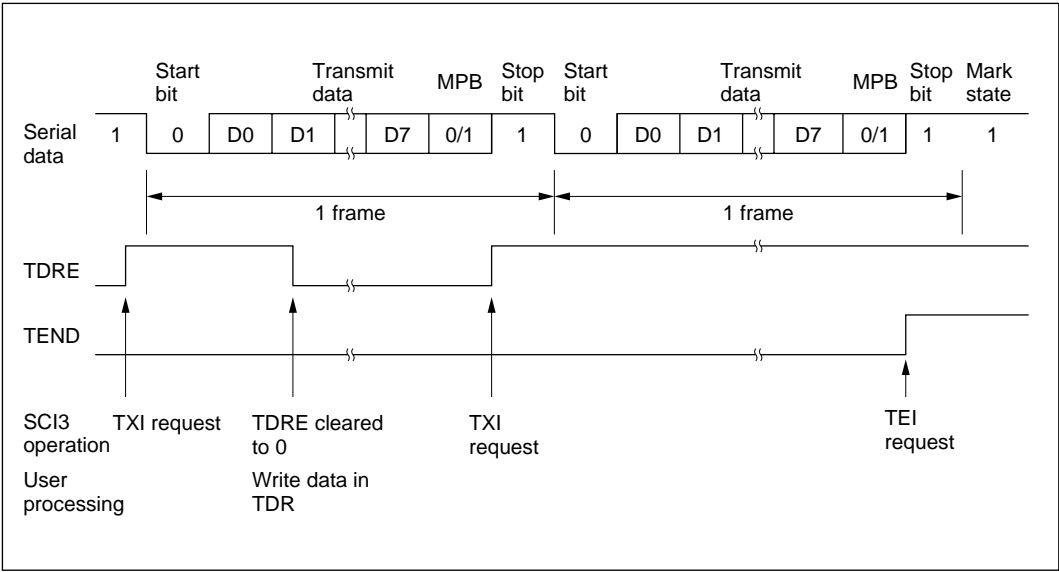 Start bit
Transmit data
MPB
Stop bit
Start bit
Transmit data
MPB
Stop bit
Mark state
Serial data
1 0 D0 D1 D7 0/1 1 0 D0 D1 D7 0/1 1 1
1 frame 1 frame
TDRE
TEND
SCI3 operation
TXI request
TDRE cleared to 0
TXI request
TEI request
User processing
Write data in TDR